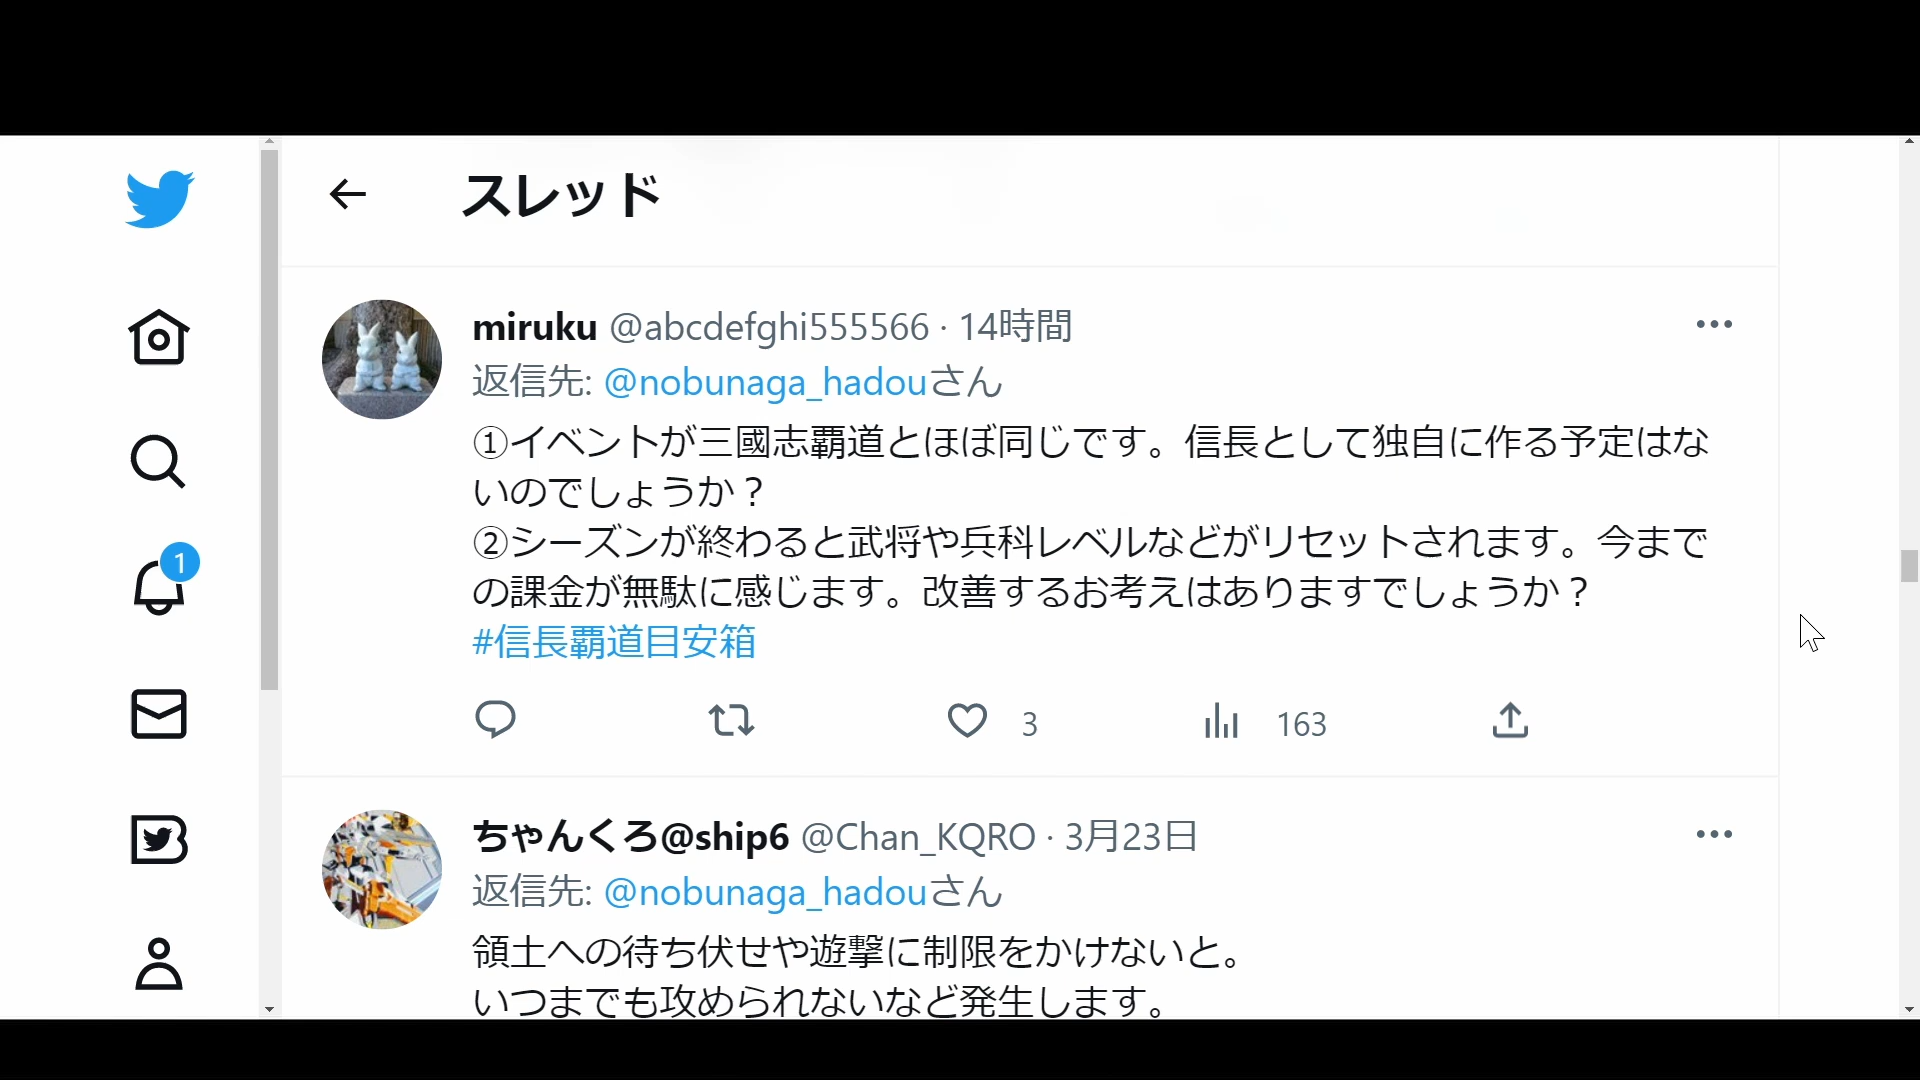 スレッド
miruku @abcdefghi555566 · 14時間
返信先: @nobunaga_hadouさん
①イベントが三國志覇道とほぼ同じです。信長として独自に作る予定はな
いのでしょうか？
②シーズンが終わると武将や兵科レベルなどがリセットされます。今まで
の課金が無駄に感じます。改善するお考えはありますでしょうか？
#信長覇道目安箱
3 163
1
ちゃんくろ@ship6 @Chan_KQRO · 3月23日
返信先: @nobunaga_hadouさん
領土への待ち伏せや遊撃に制限をかけないと。
いつまでも攻められないなど発生します。